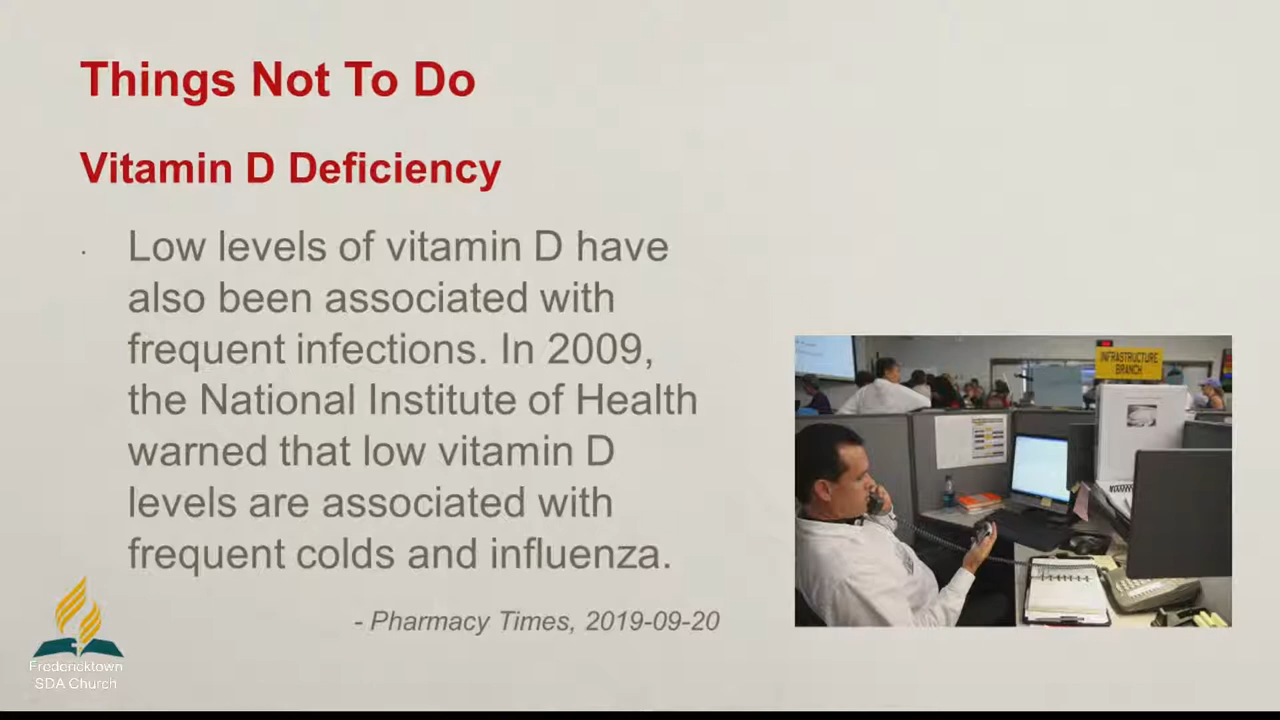 Things Not To Do
Vitamin D Deficiency
· Low levels of vitamin D have
also been associated with
frequent infections. In 2009,
the National Institute of Health
warned that low vitamin D
levels are associated with
frequent colds and influenza.
- Pharmacy Times, 2019-09-20
INFRASTRUCTURE
BRANCH
Fredericktown
SDA Church